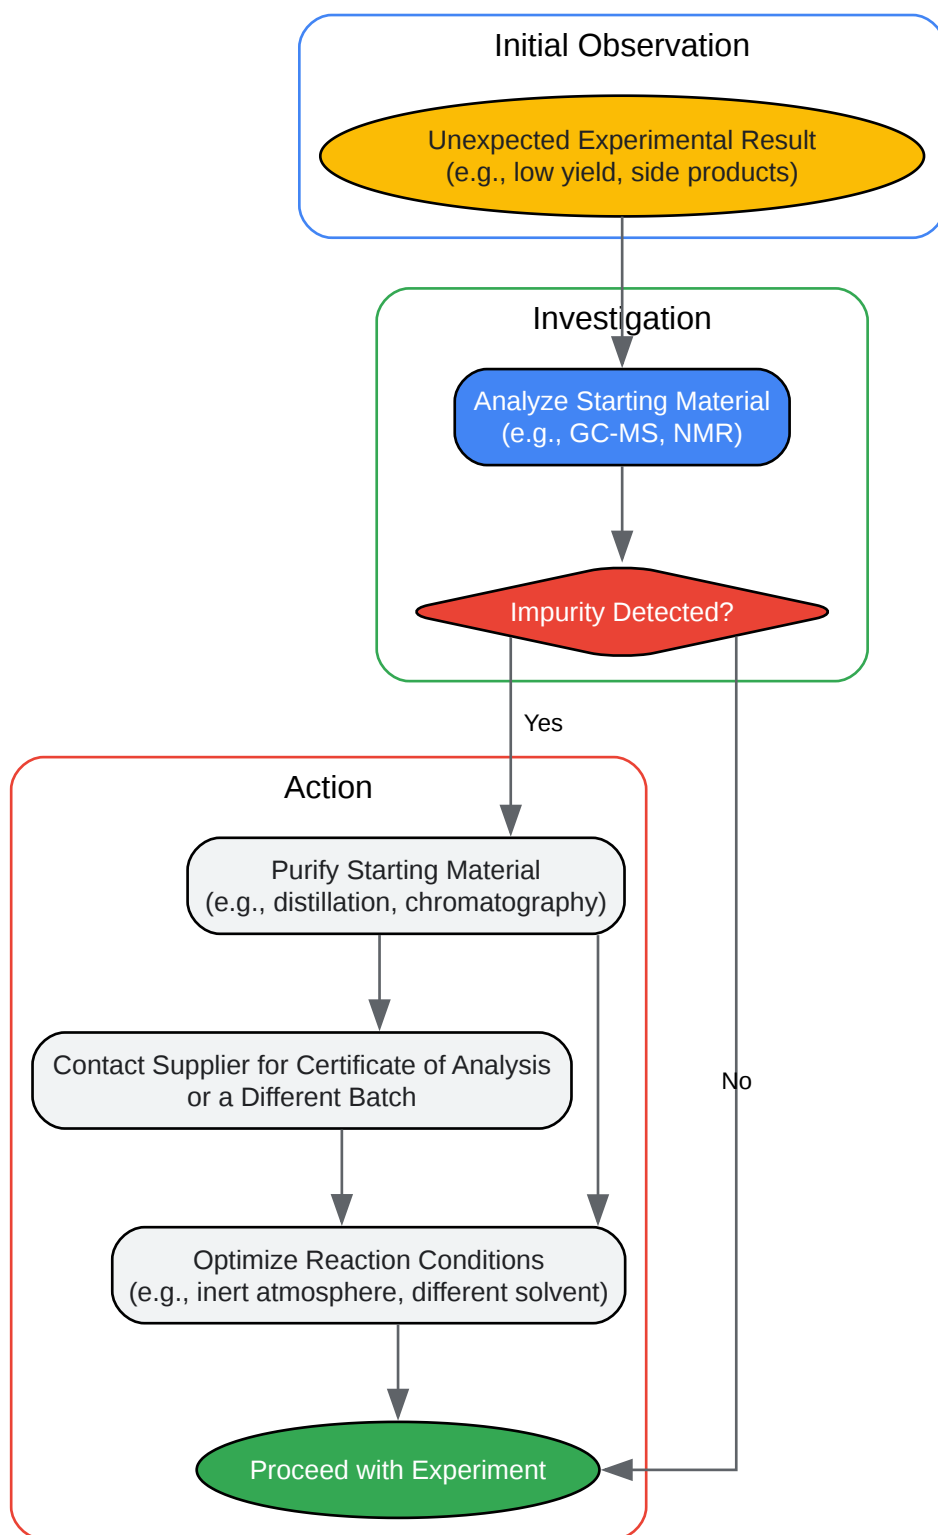 Initial Observation
Unexpected Experimental Result
(e.g., low yield, side products)
Investigation
Analyze Starting Material
(e.g., GC-MS, NMR)
Impurity Detected?
Yes
Action
Purify Starting Material
(e.g., distillation, chromatography)
Contact Supplier for Certificate of Analysis
or a Different Batch
No
Optimize Reaction Conditions
(e.g., inert atmosphere, different solvent)
Proceed with Experiment